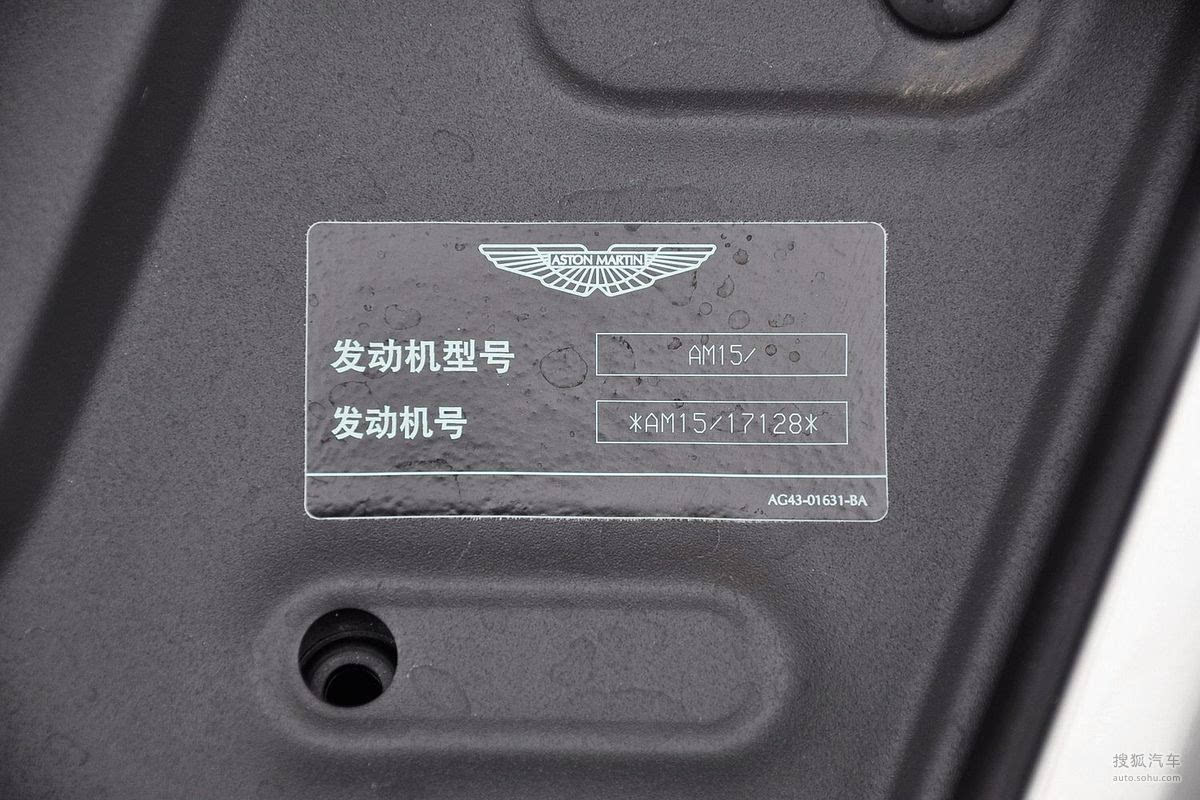 ASTON MARTIN
发动机型号 AM15/
发动机号 *AM15/17128*
AG43-01631-BA
搜狐汽车
auto.sohu.com